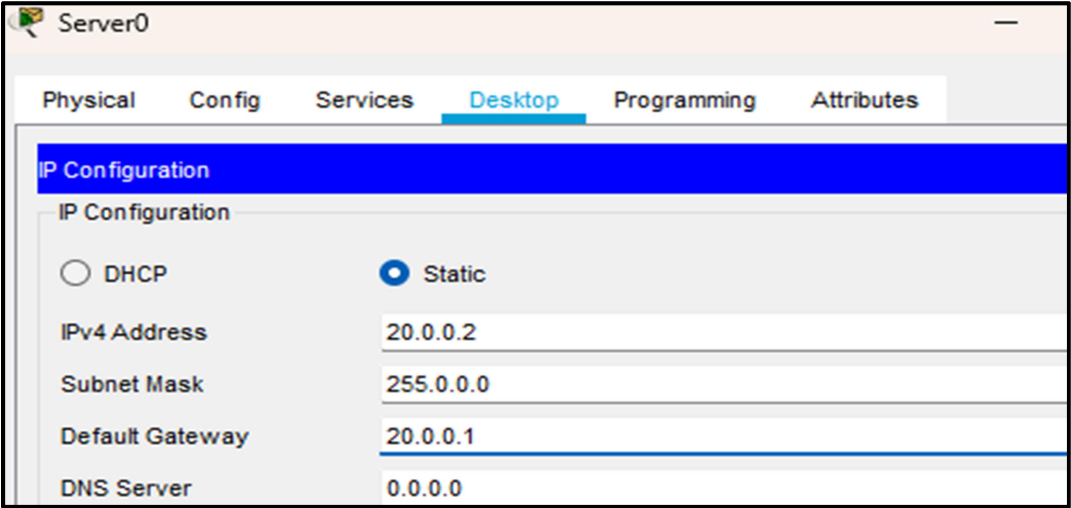 Server0
Physical Config Services Desktop Programming Attributes
IP Configuration
IP Configuration
DHCP Static
IPv4 Address 20.0.0.2
Subnet Mask 255.0.0.0
Default Gateway 20.0.0.1
DNS Server 0.0.0.0